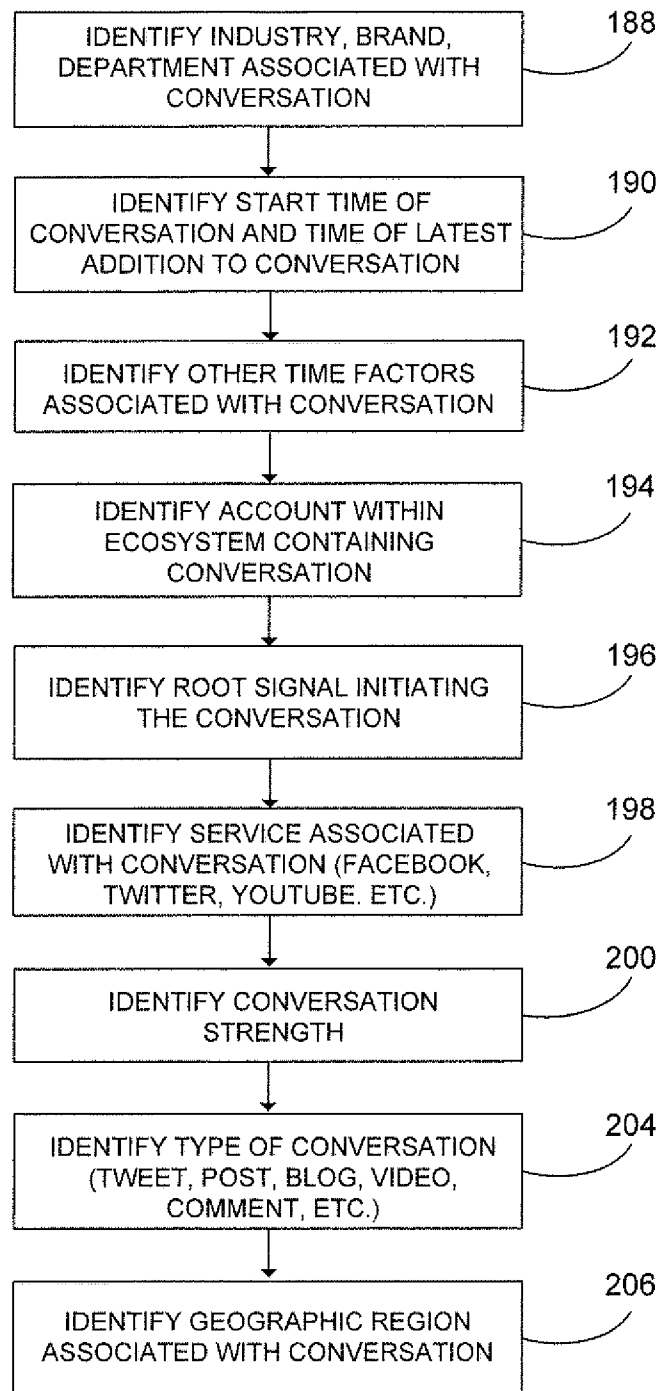 IDENTIFY INDUSTRY, BRAND,
DEPARTMENT ASSOCIATED WITH
CONVERSATION
188
IDENTIFY START TIME OF
CONVERSATION AND TIME OF LATEST
ADDITION TO CONVERSATION
190
IDENTIFY OTHER TIME FACTORS
ASSOCIATED WITH CONVERSATION
192
IDENTIFY ACCOUNT WITHIN
ECOSYSTEM CONTAINING
CONVERSATION
194
IDENTIFY ROOT SIGNAL INITIATING
THE CONVERSATION
196
IDENTIFY SERVICE ASSOCIATED
WITH CONVERSATION (FACEBOOK,
TWITTER, YOUTUBE. ETC.)
198
IDENTIFY CONVERSATION
STRENGTH
200
IDENTIFY TYPE OF CONVERSATION
(TWEET, POST, BLOG, VIDEO,
COMMENT, ETC.)
204
IDENTIFY GEOGRAPHIC REGION
ASSOCIATED WITH CONVERSATION
206